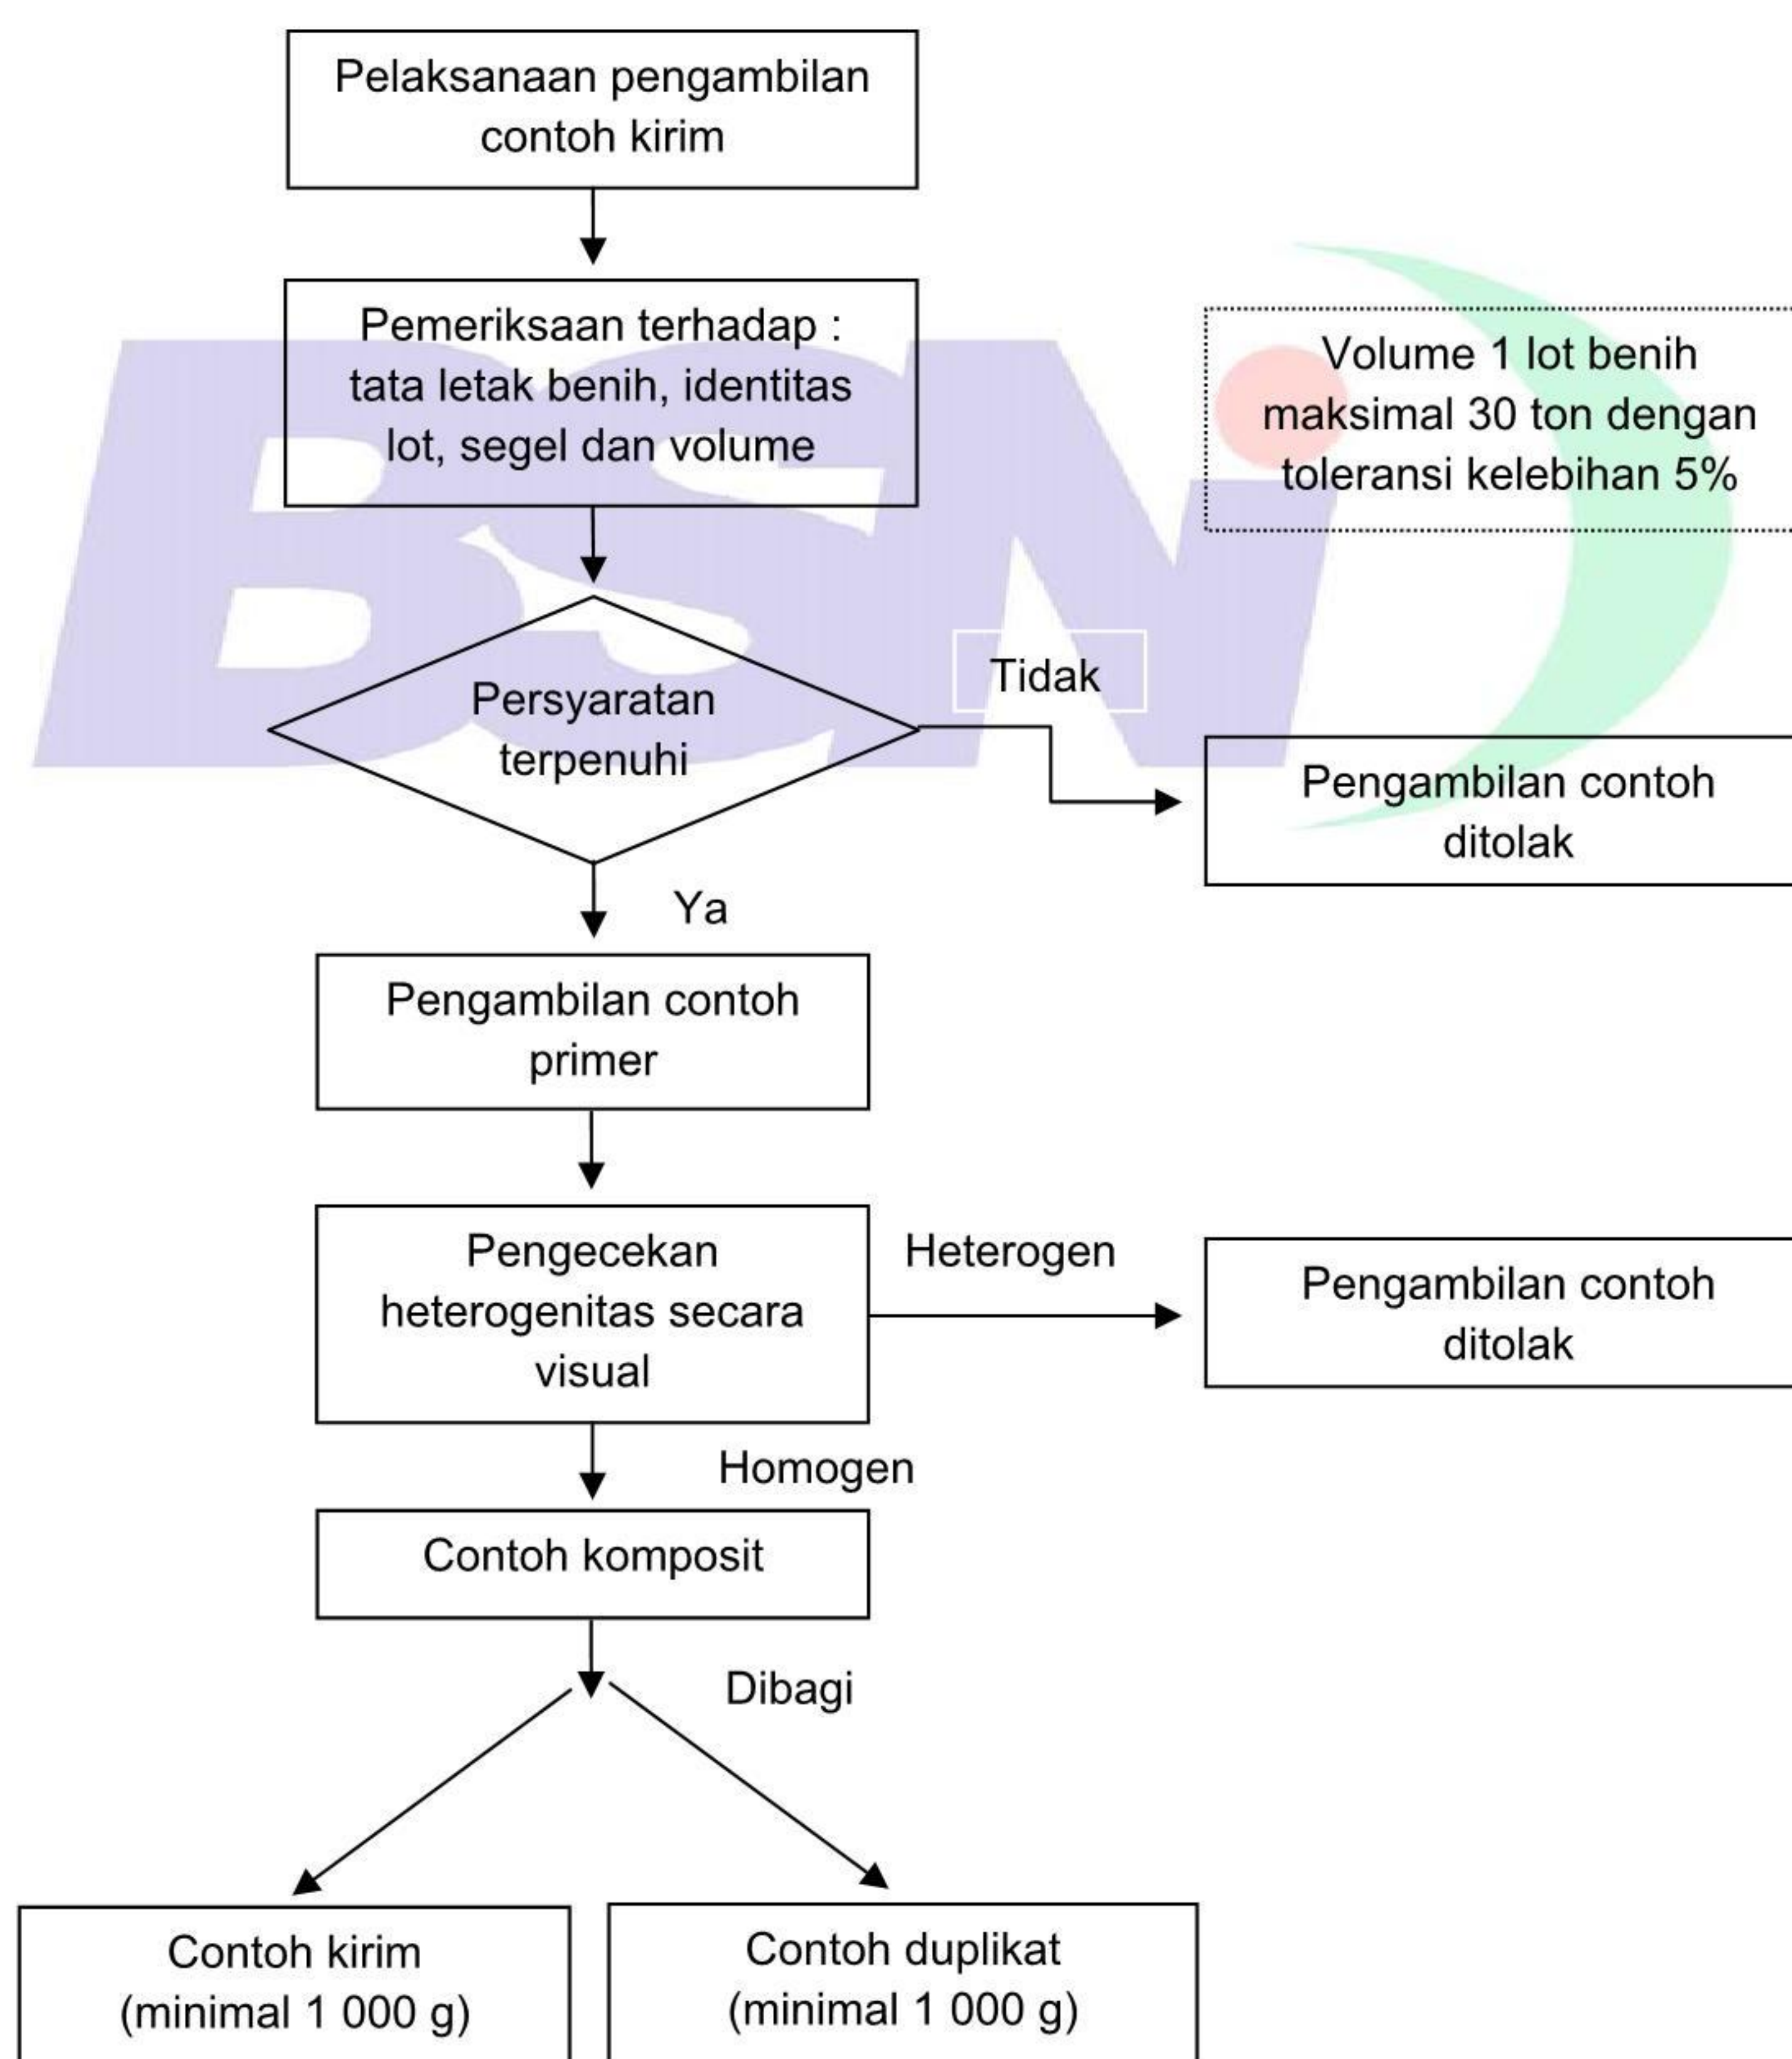 Pelaksanaan pengambilan
contoh kirim
Pemeriksaan terhadap :
tata letak benih, identitas
lot, segel dan volume
Volume 1 lot benih
maksimal 30 ton dengan
toleransi kelebihan 5%
BSN
Persyaratan
terpenuhi
Tidak
Pengambilan contoh
ditolak
Ya
Pengambilan contoh
primer
Pengecekan
heterogenitas secara
visual
Heterogen
Pengambilan contoh
ditolak
Homogen
Contoh komposit
Dibagi
Contoh kirim
(minimal 1 000 g)
Contoh duplikat
(minimal 1 000 g)